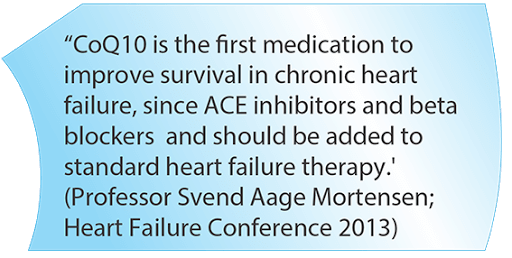 “CoQ10 is the first medication to
improve survival in chronic heart
failure, since ACE inhibitors and beta
blockers  and should be added to
standard heart failure therapy.'
(Professor Svend Aage Mortensen;
Heart Failure Conference 2013)